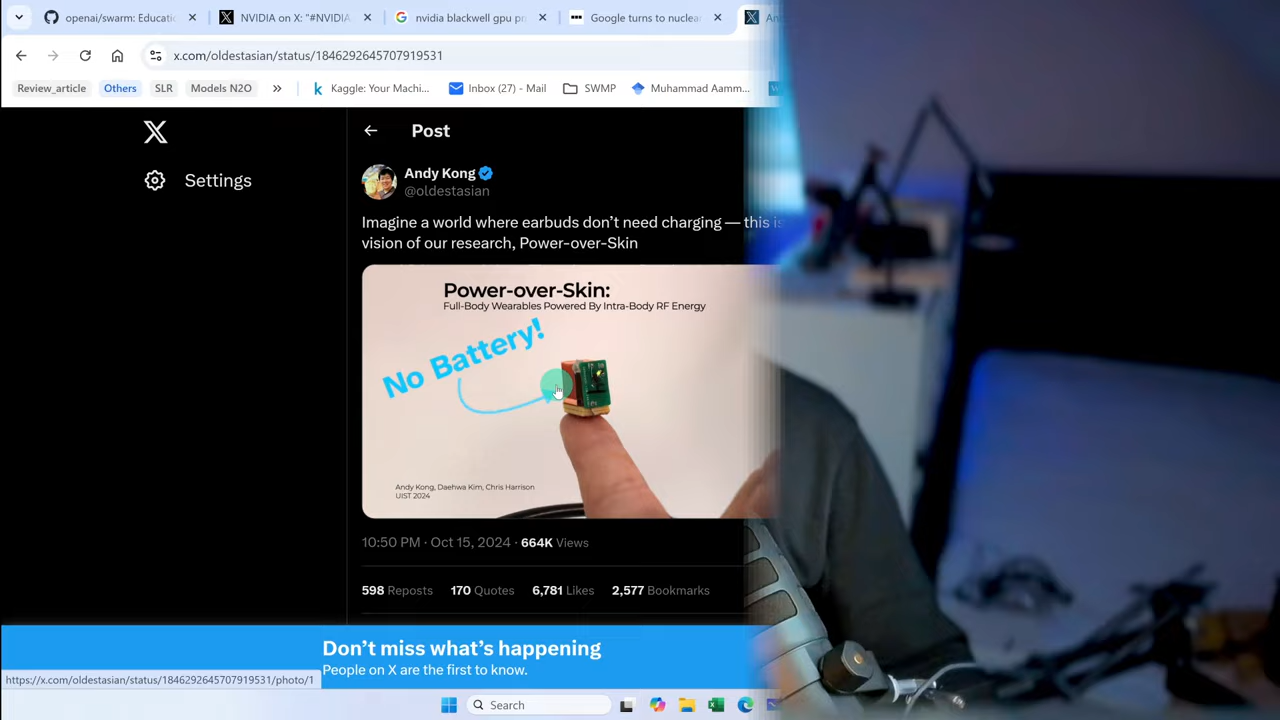 openai/swarm: Educati
NVIDIA on X: "#NVIDIA
nvidia blackwell gpu pr
Google turns to nuclea
x.com/oldestasian/status/1846292645707919531
Review_article
Others
SLR
Models N2O
Kaggle: Your Machi...
Inbox (27) - Mail
SWMP
Muhammad Aamm...
Post
Settings
Andy Kong
@oldestasian
Imagine a world where earbuds don’t need charging — this is
vision of our research, Power-over-Skin
Power-over-Skin:
Full-Body Wearables Powered By Intra-Body RF Energy
No Battery!
Andy Kong, Daehwa Kim, Chris Harrison
UIST 2024
10:50 PM · Oct 15, 2024 · 664K Views
598 Reposts 170 Quotes 6,781 Likes 2,577 Bookmarks
Don’t miss what’s happening
People on X are the first to know.
https://x.com/oldestasian/status/1846292645707919531/photo/1
Search